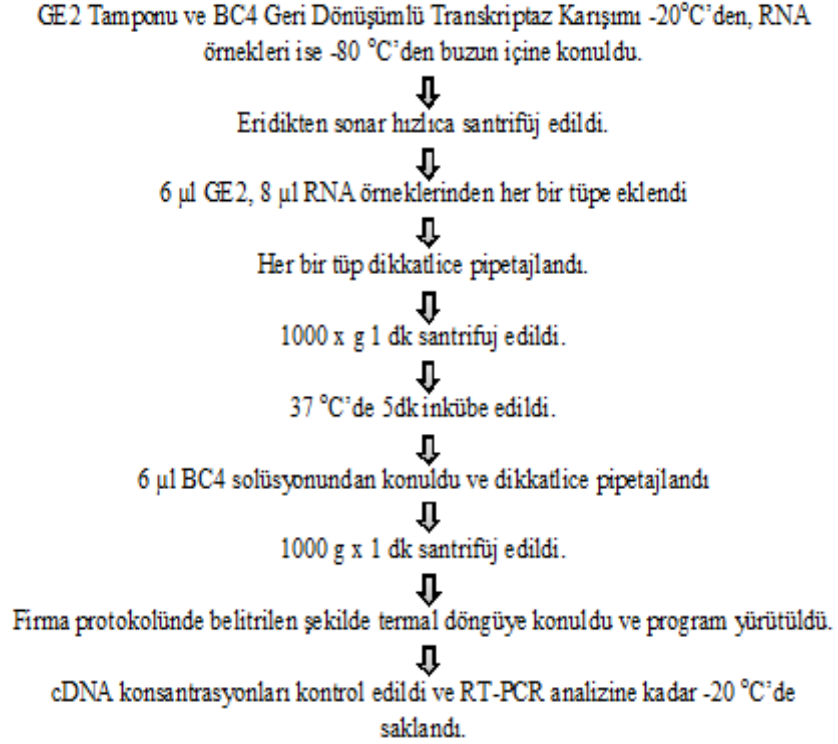 GE2 Tamponu ve BC4 Geri Dönüşümlü Transkriptaz Karışımı -20°C'den, RNA
örnekleri ise -80 °C'den buzun içine konuldu.
Eridikten sonar hızlıca santrifüj edildi.
6 µl GE2, 8 µl RNA örneklerinden her bir tüpe eklendi
Her bir tüp dikkatlice pipetajlandı.
1000 x g 1 dk santrifuj edildi.
37 °C'de 5dk inkübe edildi.
6 µl BC4 solüsyonundan konuldu ve dikkatlice pipetajlandı
1000 g x 1 dk santrifüj edildi.
Firma protokolünde belitrilen şekilde termal döngüye konuldu ve program yürütüldü.
cDNA konsantrasyonları kontrol edildi ve RT-PCR analizine kadar -20 °C'de
saklandı.